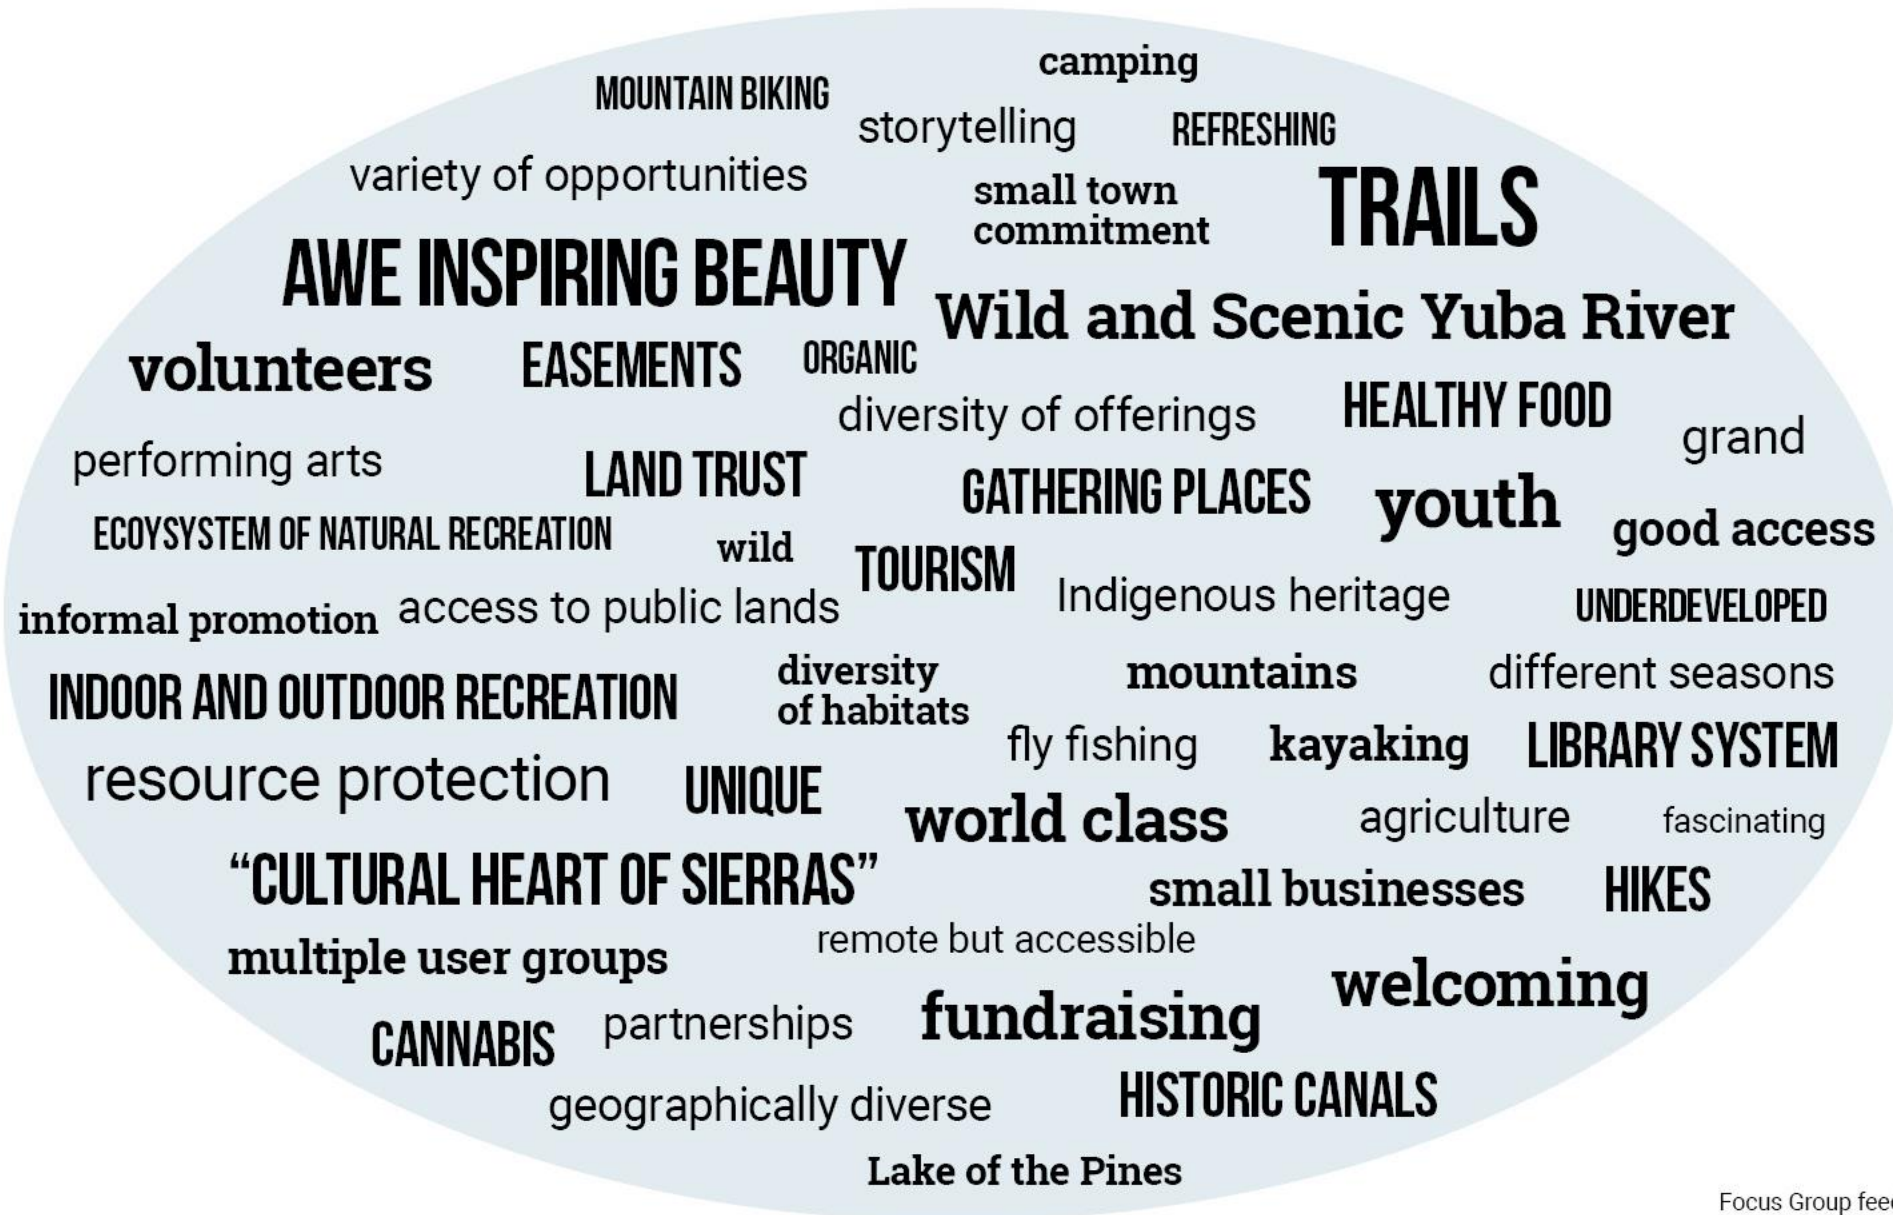 camping
MOUNTAIN BIKING
storytelling
REFRESHING
variety of opportunities
small town
commitment
TRAILS
AWE INSPIRING BEAUTY
Wild and Scenic Yuba River
volunteers
EASEMENTS
ORGANIC
diversity of offerings
HEALTHY FOOD
grand
performing arts
LAND TRUST
GATHERING PLACES
youth
good access
ECOYSYSTEM OF NATURAL RECREATION
wild
TOURISM
Indigenous heritage
UNDERDEVELOPED
informal promotion
access to public lands
INDOOR AND OUTDOOR RECREATION
diversity
of habitats
mountains
different seasons
fly fishing
kayaking
LIBRARY SYSTEM
resource protection
UNIQUE
world class
agriculture
fascinating
“CULTURAL HEART OF SIERRAS”
small businesses
HIKES
multiple user groups
remote but accessible
welcoming
CANNABIS
partnerships
fundraising
geographically diverse
HISTORIC CANALS
Lake of the Pines
Focus Group